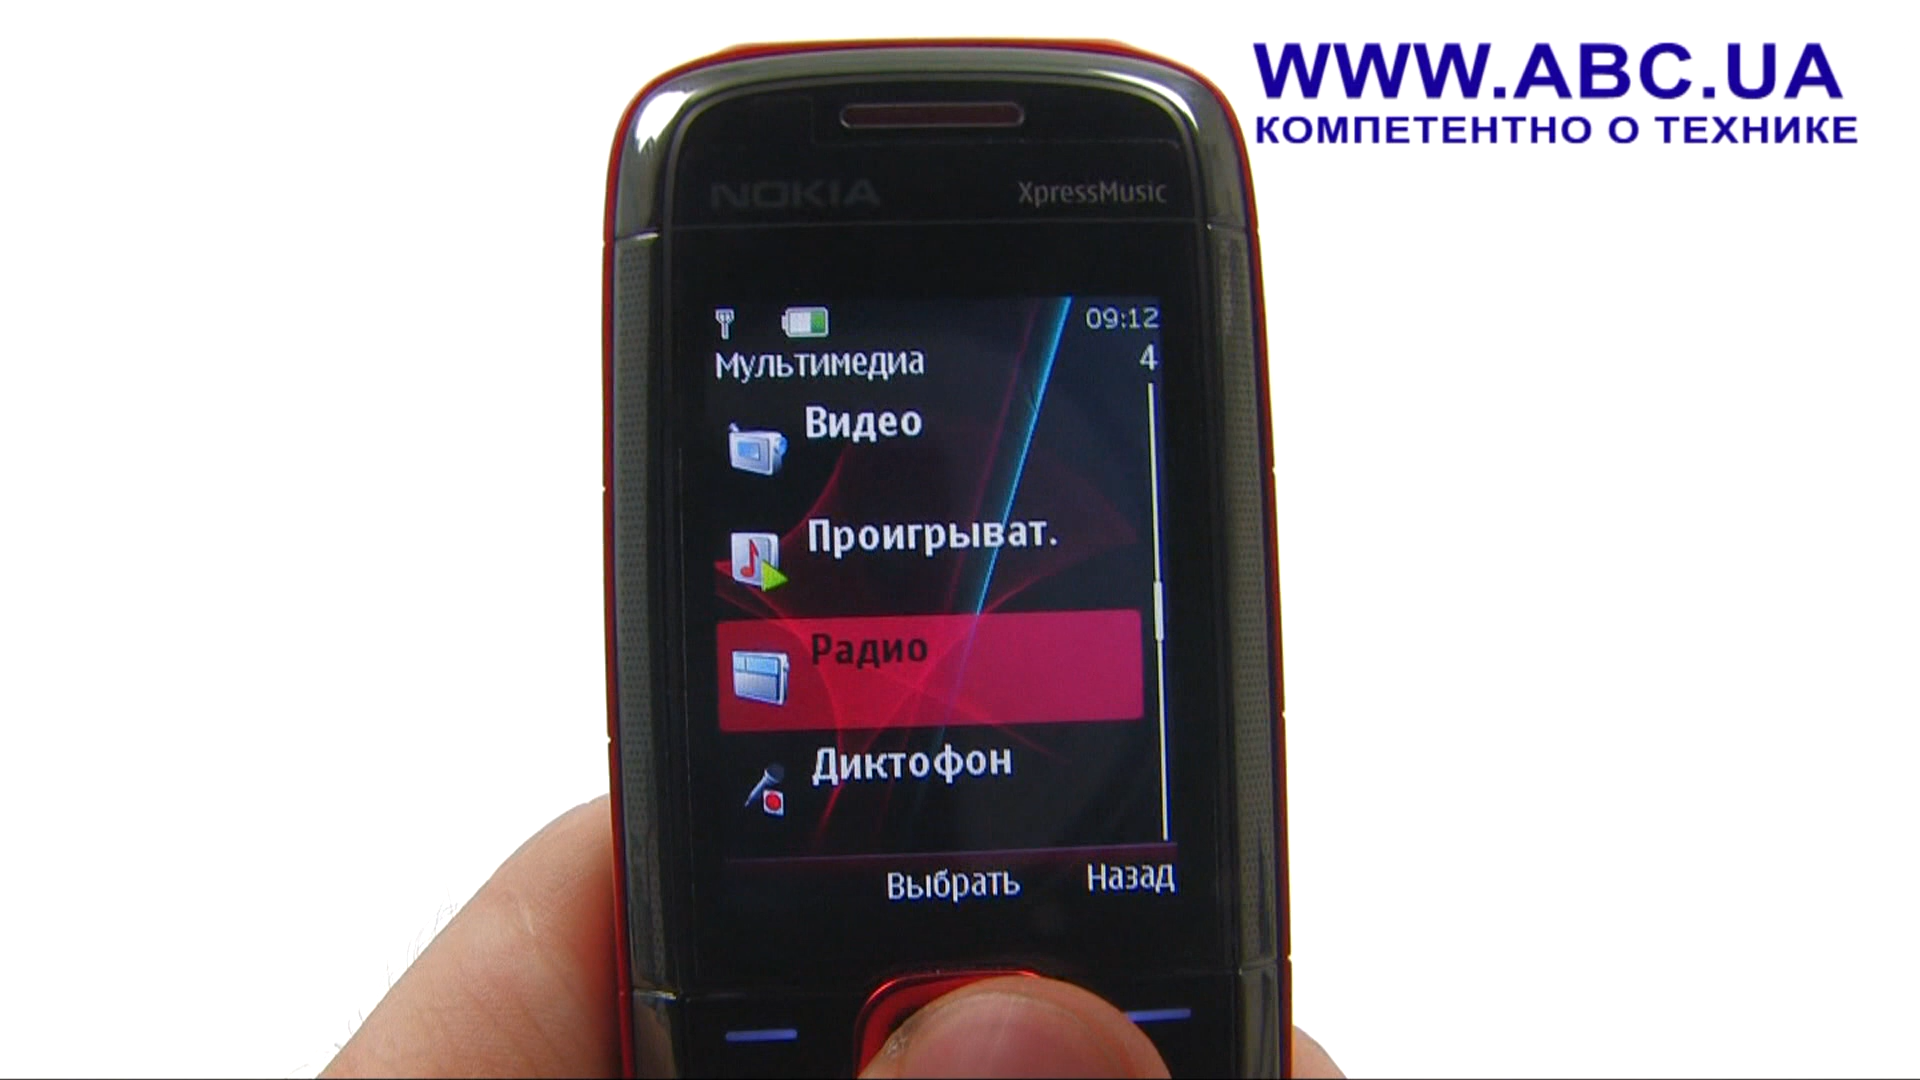 WWW.ABC.UA
КОМПЕТЕНТНО О ТЕХНИКЕ
NOKIA
XpressMusic
09:12
Мультимедиа
4
Видео
Проигрыват.
Радио
Диктофон
Выбрать
Назад